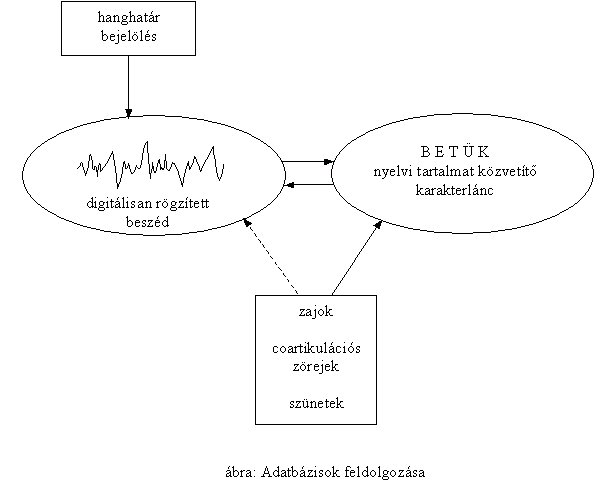 hanghatár
bejelölés
digitálisan rögzített
beszéd
B E T Ü K
nyelvi tartalmat közvetítő
karakterlánc
zajok
coartikulációs
zörejek
szünetek
ábra: Adatbázisok feldolgozása